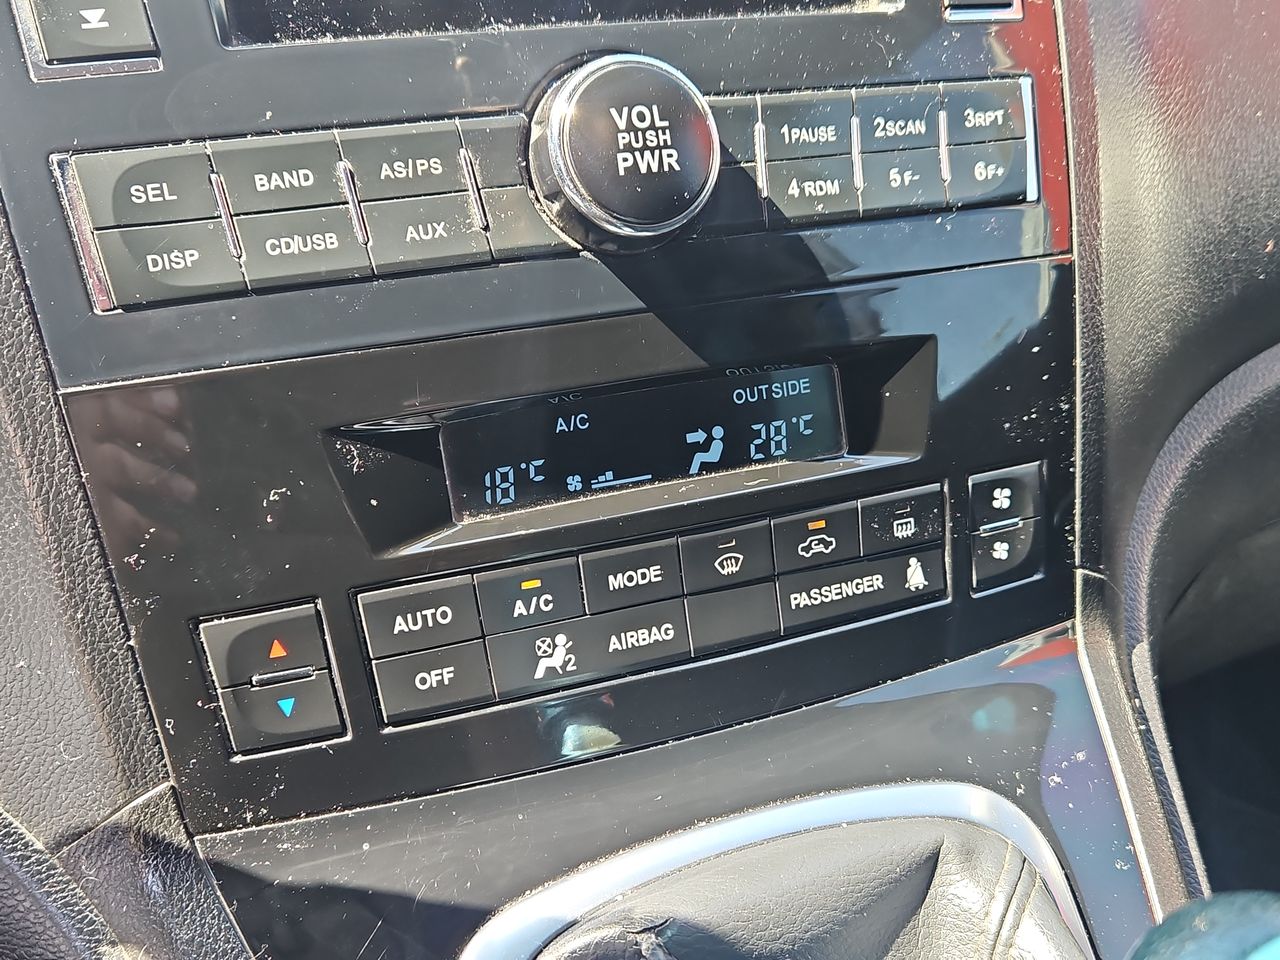 VOL
PUSH
PWR
SEL
BAND
AS/PS
DISP
CD/USB
AUX
1PAUSE
2SCAN
3RPT
4RDM
5F-
6F+
A/C
OUTSIDE
18°C
28°C
AUTO
A/C
MODE
OFF
2
AIRBAG
PASSENGER